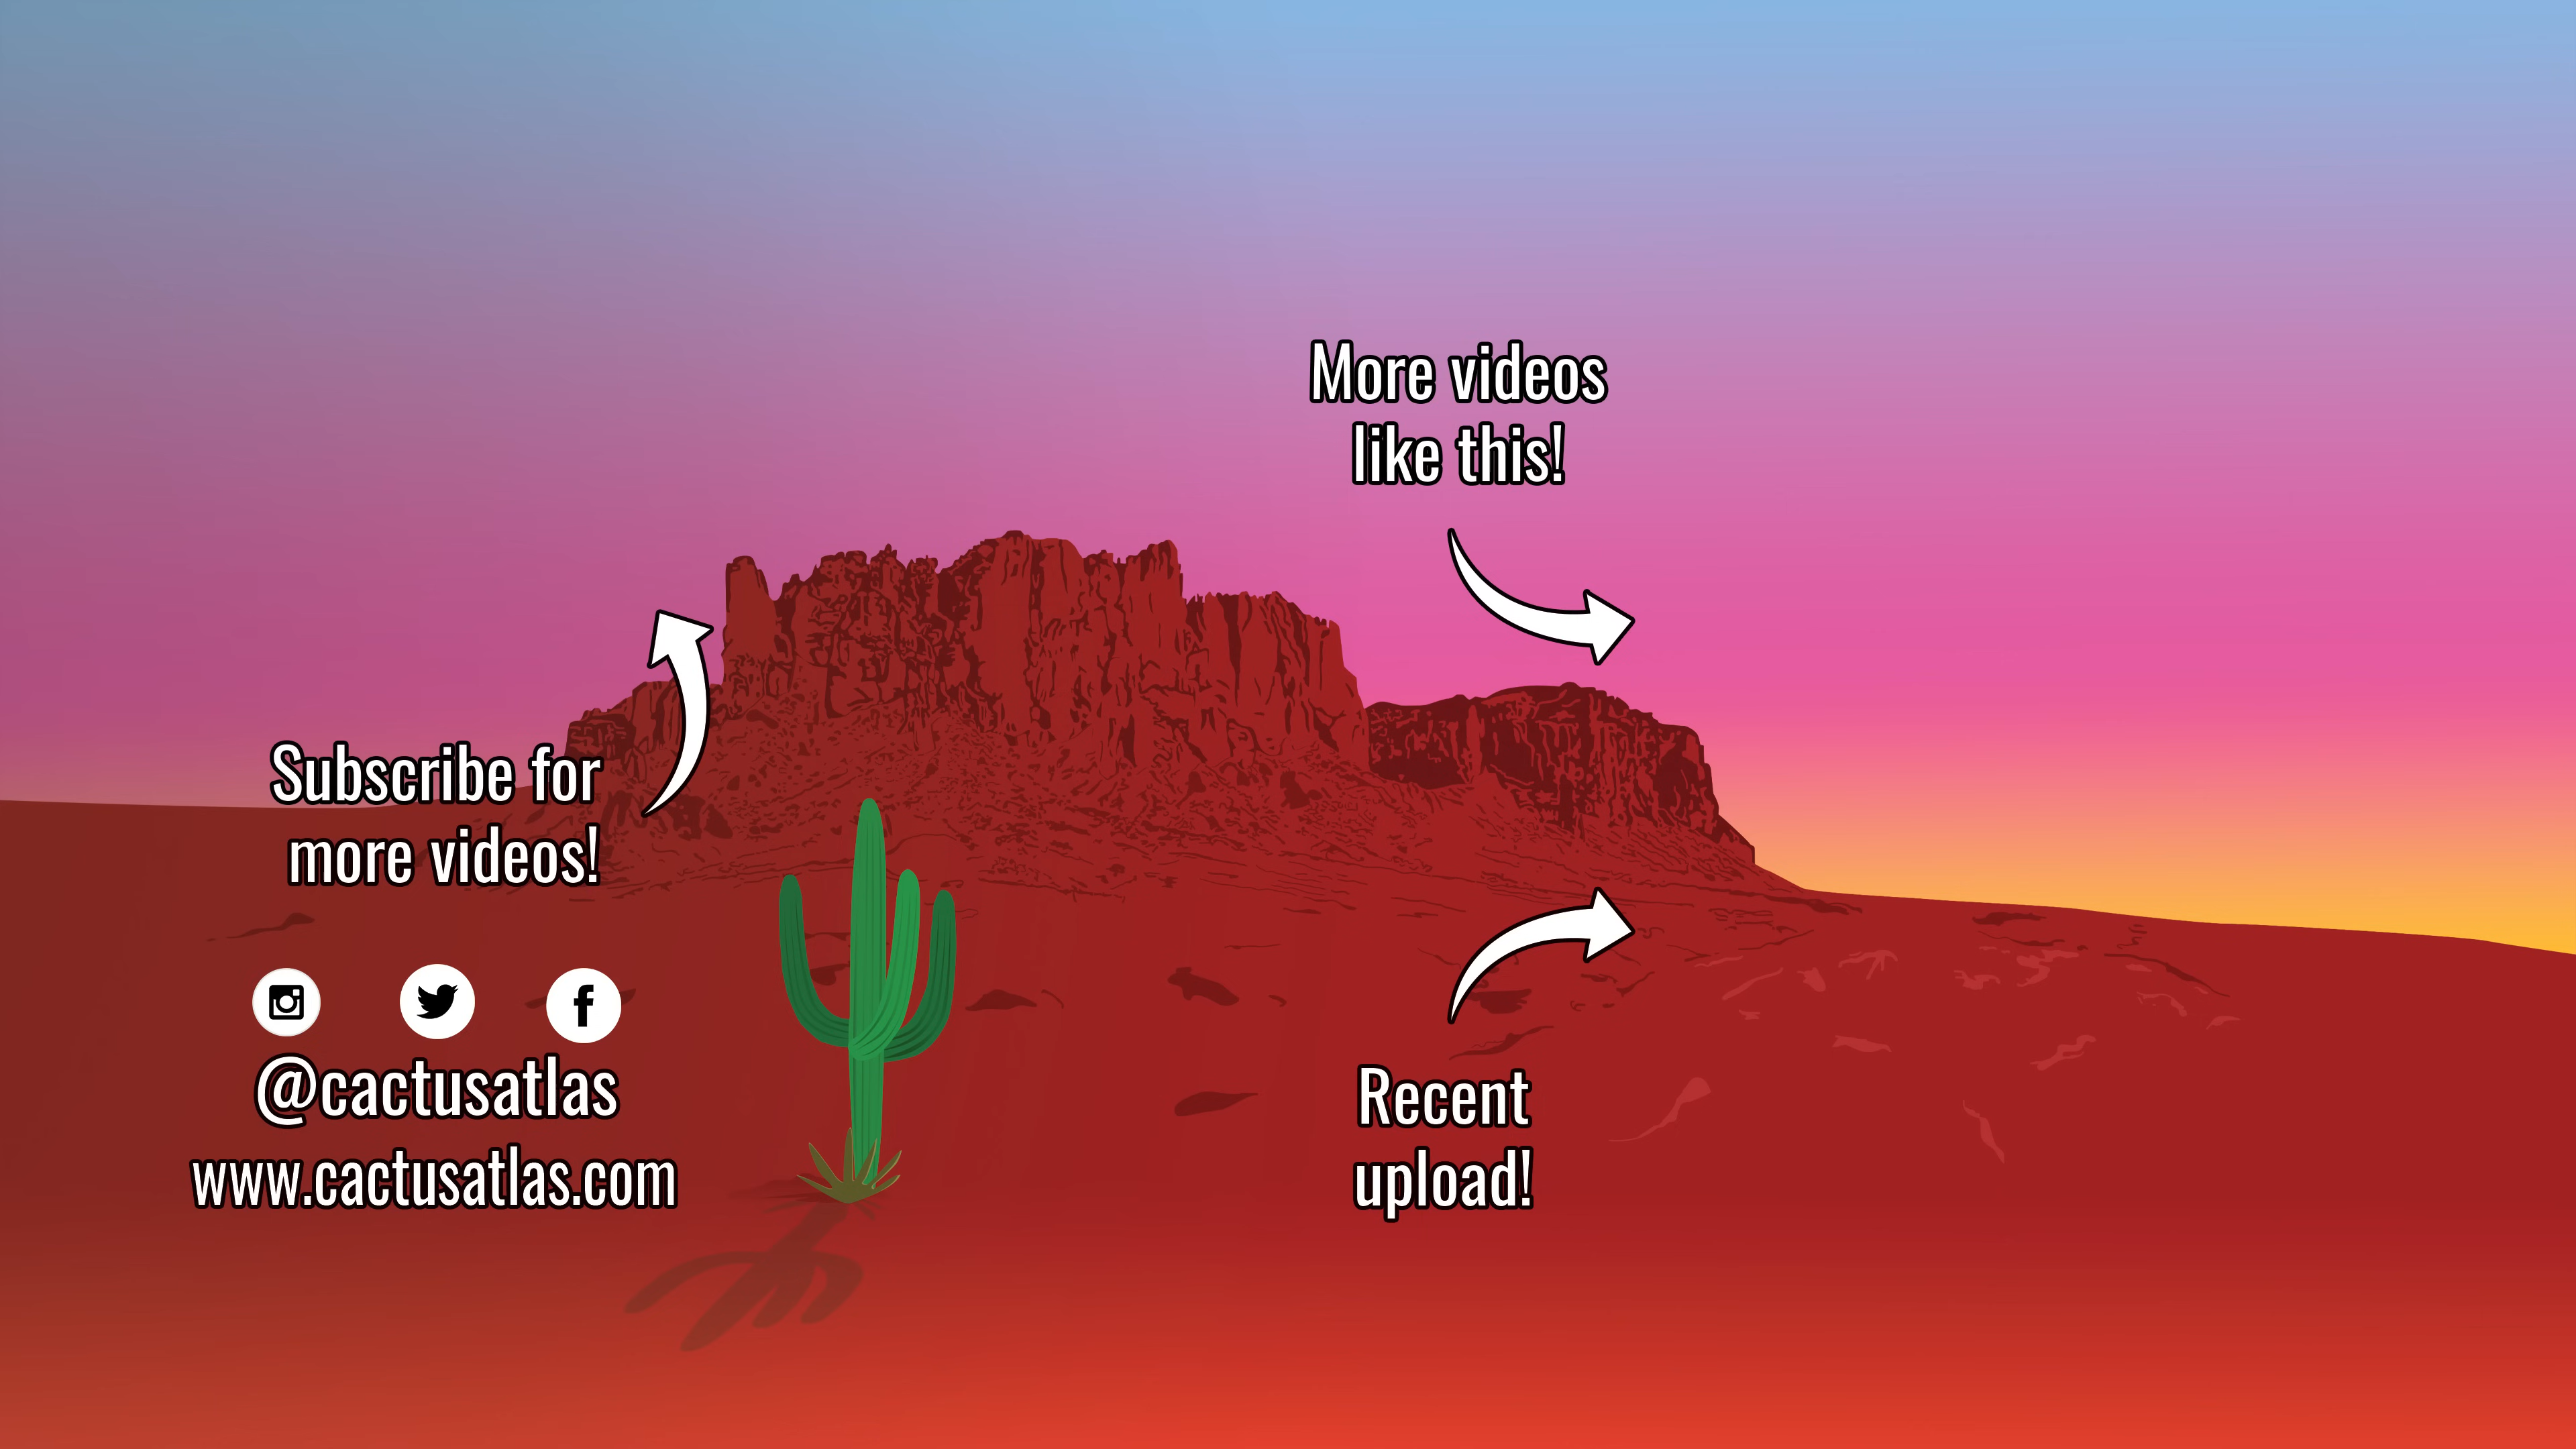 More videos
like this!
Subscribe for
more videos!
@cactusatlas
www.cactusatlas.com
Recent
upload!